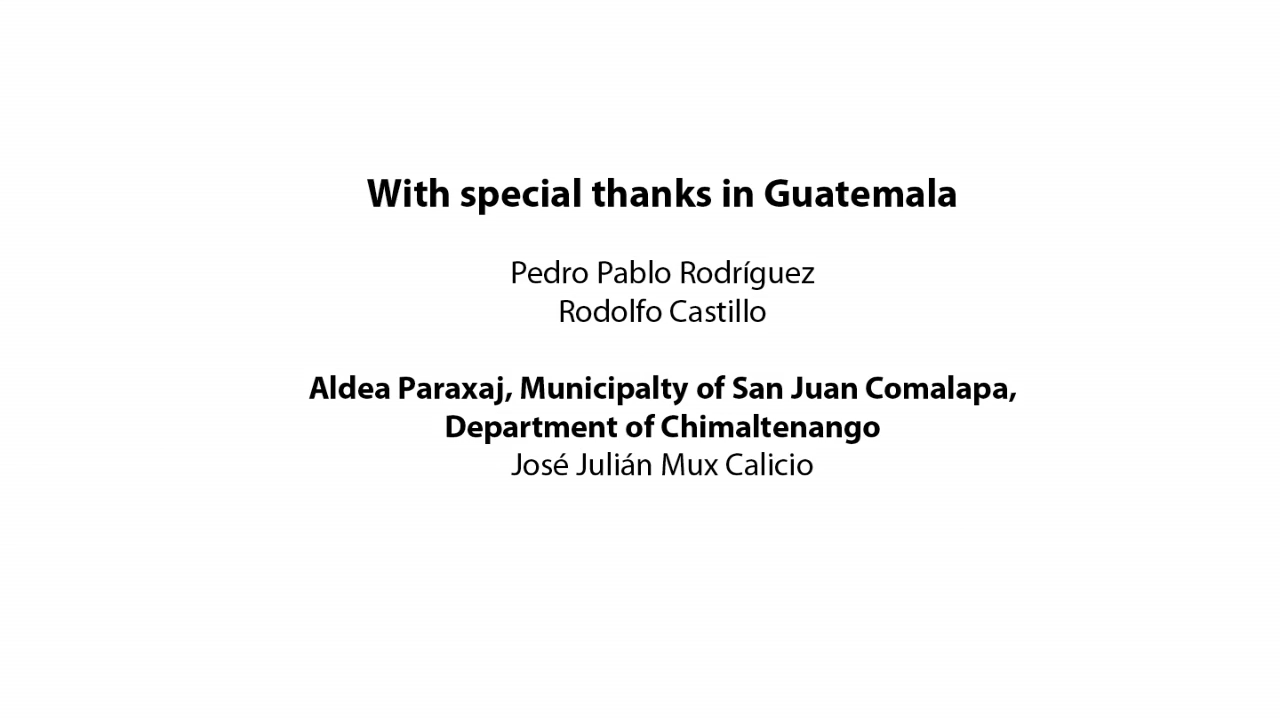 With special thanks in Guatemala
Pedro Pablo Rodríguez
Rodolfo Castillo
Aldea Paraxaj, Municipalty of San Juan Comalapa,
Department of Chimaltenango
José Julián Mux Calicio